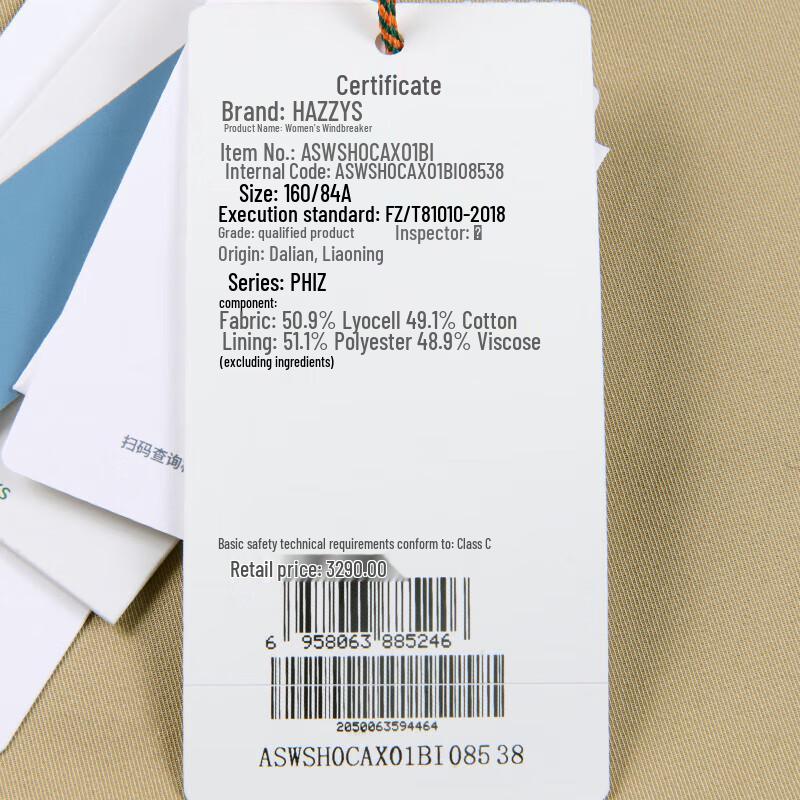 Certificate
Brand: HAZZYS
Product Name: Women's Windbreaker
Item No.: ASWSH0CAX01BI
Internal Code: ASWSH0CAX01BI08538
Size: 160/84A
Execution standard: FZ/T81010-2018
Grade: qualified product Inspector:
Origin: Dalian, Liaoning
Series: PHIZ
component:
Fabric: 50.9% Lyocell 49.1% Cotton
Lining: 51.1% Polyester 48.9% Viscose
(excluding ingredients)
扫码查询
Basic safety technical requirements conform to: Class C
Retail price: 3290.00
6 958063 885246
2050063594464
ASWSH0CAX01BI08538